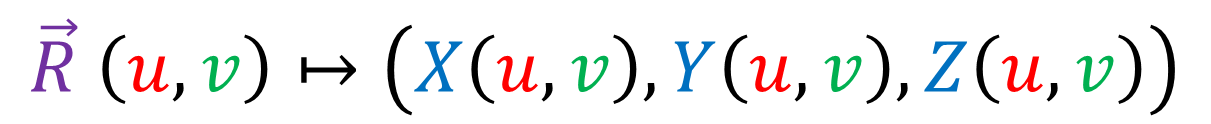 R⃗ (u, v) ↦ (X(u, v), Y(u, v), Z(u, v))